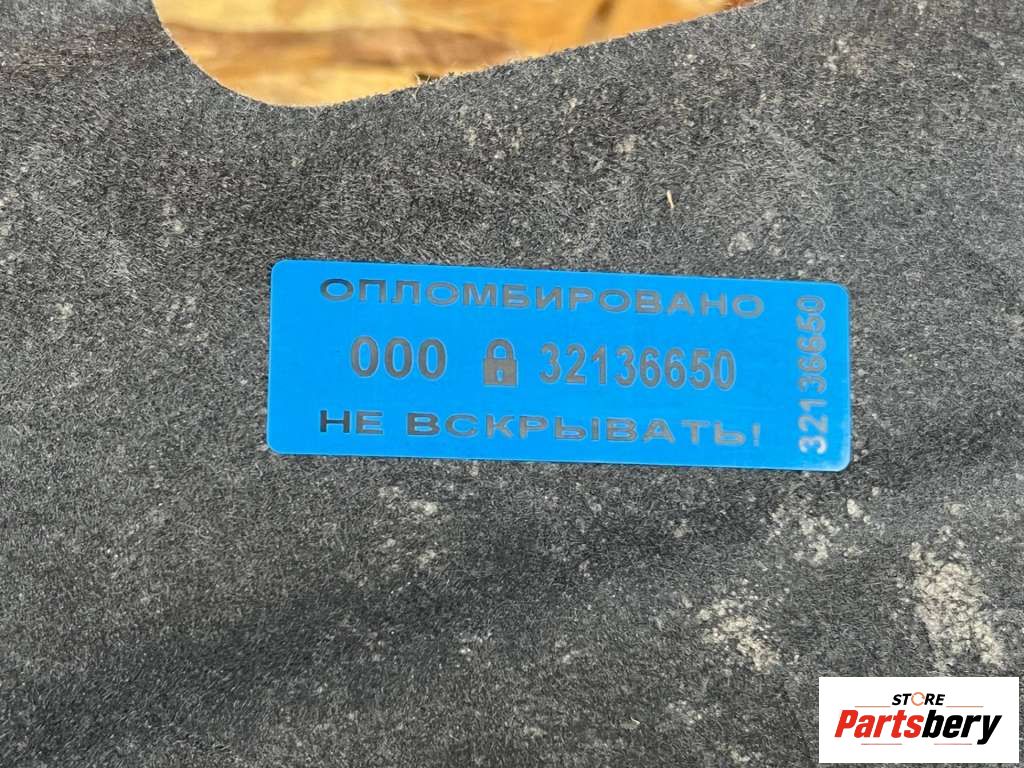 ОПЛОМБИРОВАНО
000 32136650
НЕ ВСКРЫВАТЬ!
32136650
STORE
Partsbery